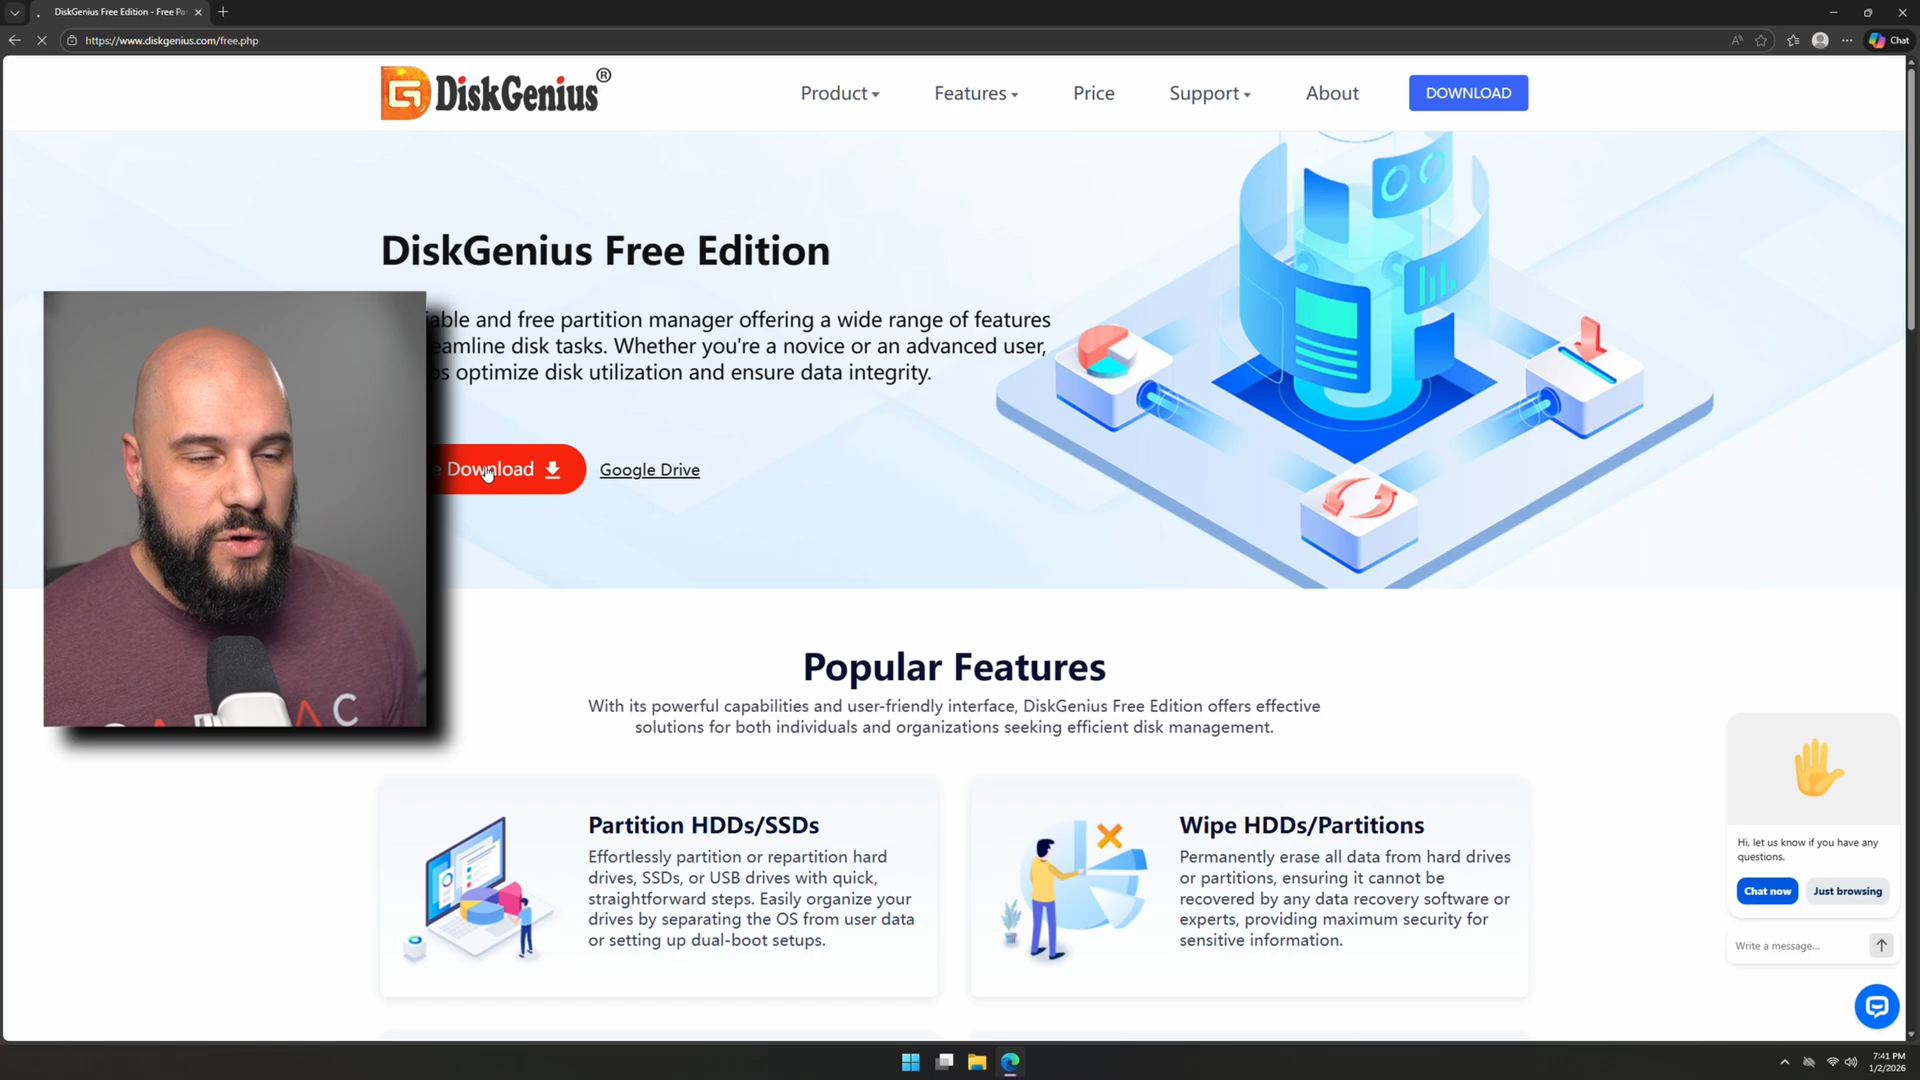 DiskGenius Free Edition - Free Pa
https://www.diskgenius.com/free.php
Chat
DiskGenius®
Product
Features
Price
Support
About
DOWNLOAD
DiskGenius Free Edition
able and free partition manager offering a wide range of features
eamline disk tasks. Whether you're a novice or an advanced user,
ps optimize disk utilization and ensure data integrity.
e Download
Google Drive
Popular Features
With its powerful capabilities and user-friendly interface, DiskGenius Free Edition offers effective
solutions for both individuals and organizations seeking efficient disk management.
Partition HDDs/SSDs
Effortlessly partition or repartition hard
drives, SSDs, or USB drives with quick,
straightforward steps. Easily organize your
drives by separating the OS from user data
or setting up dual-boot setups.
Wipe HDDs/Partitions
Permanently erase all data from hard drives
or partitions, ensuring it cannot be
recovered by any data recovery software or
experts, providing maximum security for
sensitive information.
Hi, let us know if you have any
questions.
Chat now
Just browsing
Write a message...
7:41 PM
1/2/2026